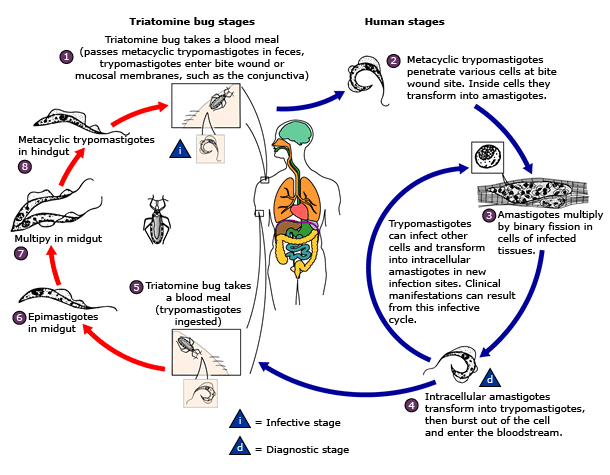 Triatomine bug stages
Human stages
1
Triatomine bug takes a blood meal
(passes metacyclic trypomastigotes in feces,
trypomastigotes enter bite wound or
mucosal membranes, such as the conjunctiva)
i
2
Metacyclic trypomastigotes
penetrate various cells at bite
wound site. Inside cells they
transform into amastigotes.
3
Amastigotes multiply
by binary fission in
cells of infected
tissues.
Trypomastigotes
can infect other
cells and transform
into intracellular
amastigotes in new
infection sites. Clinical
manifestations can result
from this infective
cycle.
d
4
Intracellular amastigotes
transform into trypomastigotes,
then burst out of the cell
and enter the bloodstream.
5
Triatomine bug takes
a blood meal
(trypomastigotes
ingested)
6
Epimastigotes
in midgut
Multipy in midgut
7
Metacyclic trypomastigotes
in hindgut
8
i = Infective stage
d = Diagnostic stage